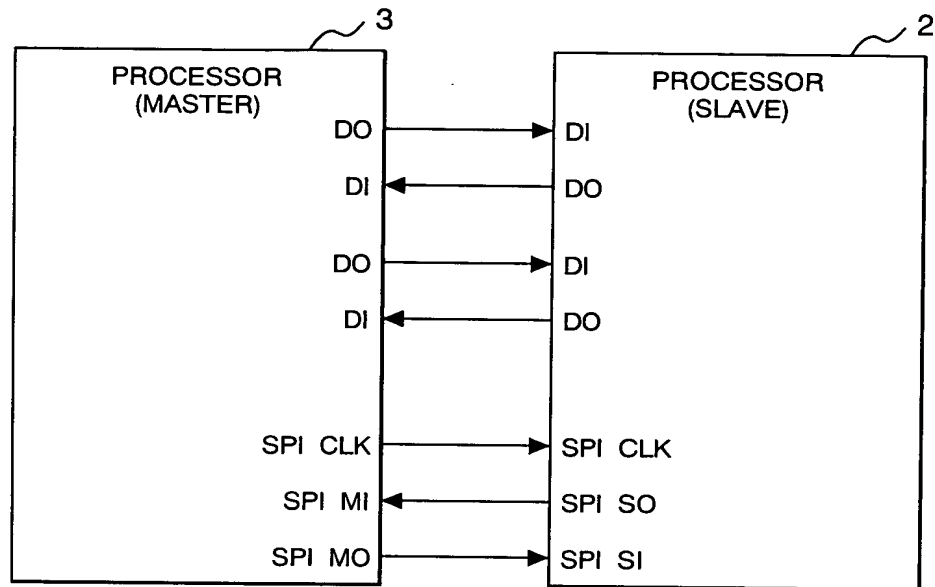 3
2
PROCESSOR
(MASTER)
PROCESSOR
(SLAVE)
DO
DI
DI
DO
DO
DI
DI
DO
SPI CLK
SPI CLK
SPI MI
SPI SO
SPI MO
SPI SI